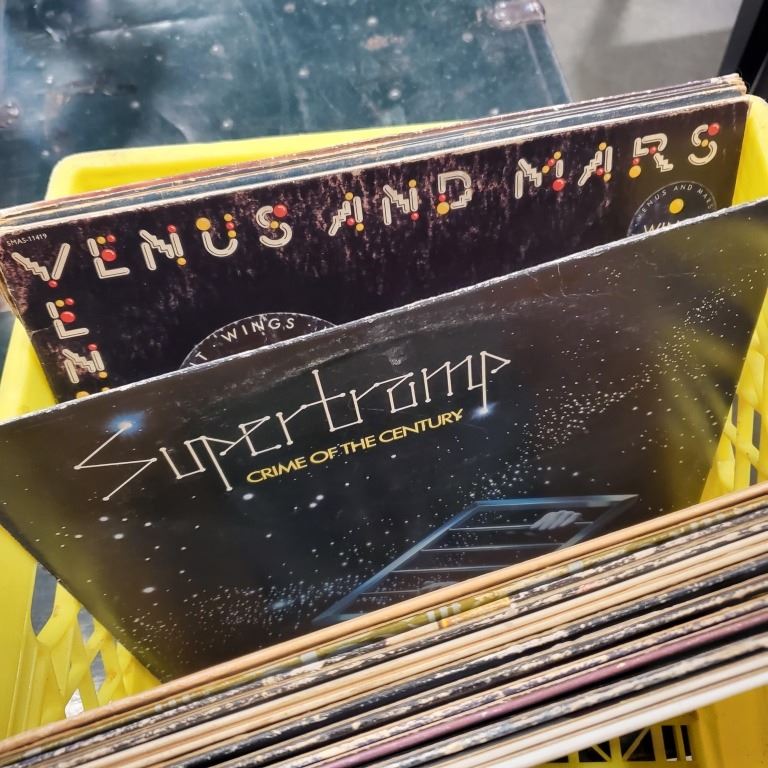 VENUS AND MARS
SMAS-11419
VENUS AND MARS
WINGS
Supertramp
CRIME OF THE CENTURY